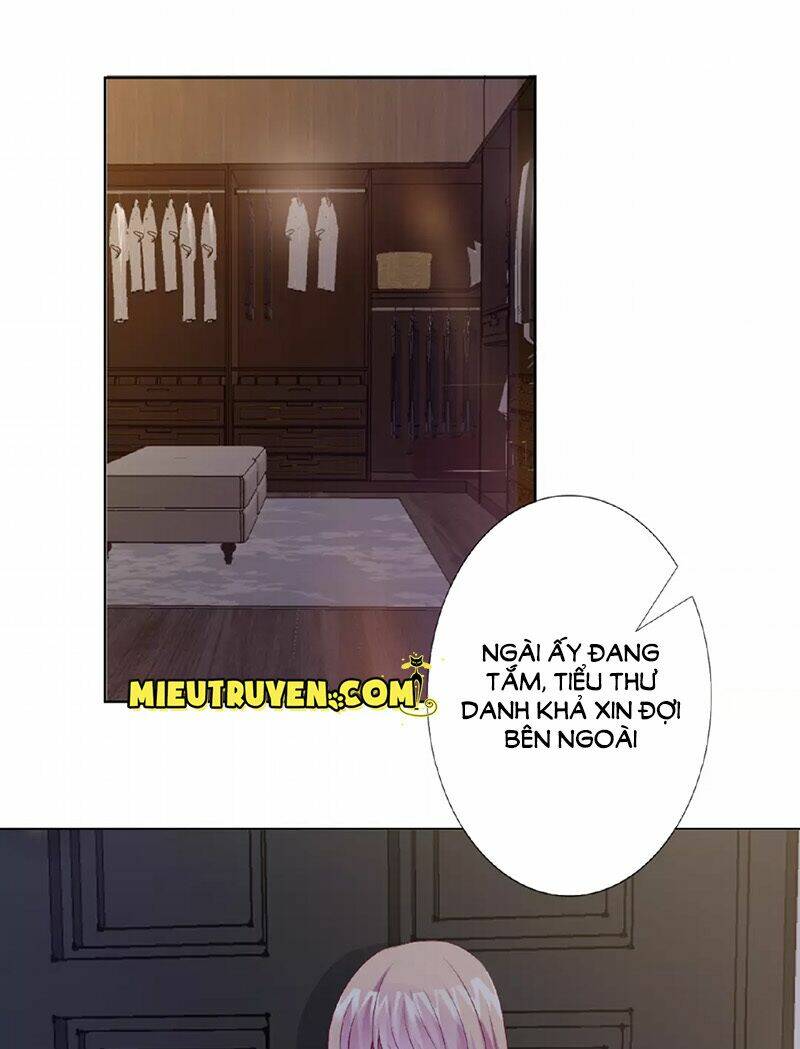 MIEUTRUYEN.COM
NGÀI ẤY ĐANG
TẮM, TIỂU THƯ
DANH KHẢ XIN ĐỢI
BÊN NGOÀI